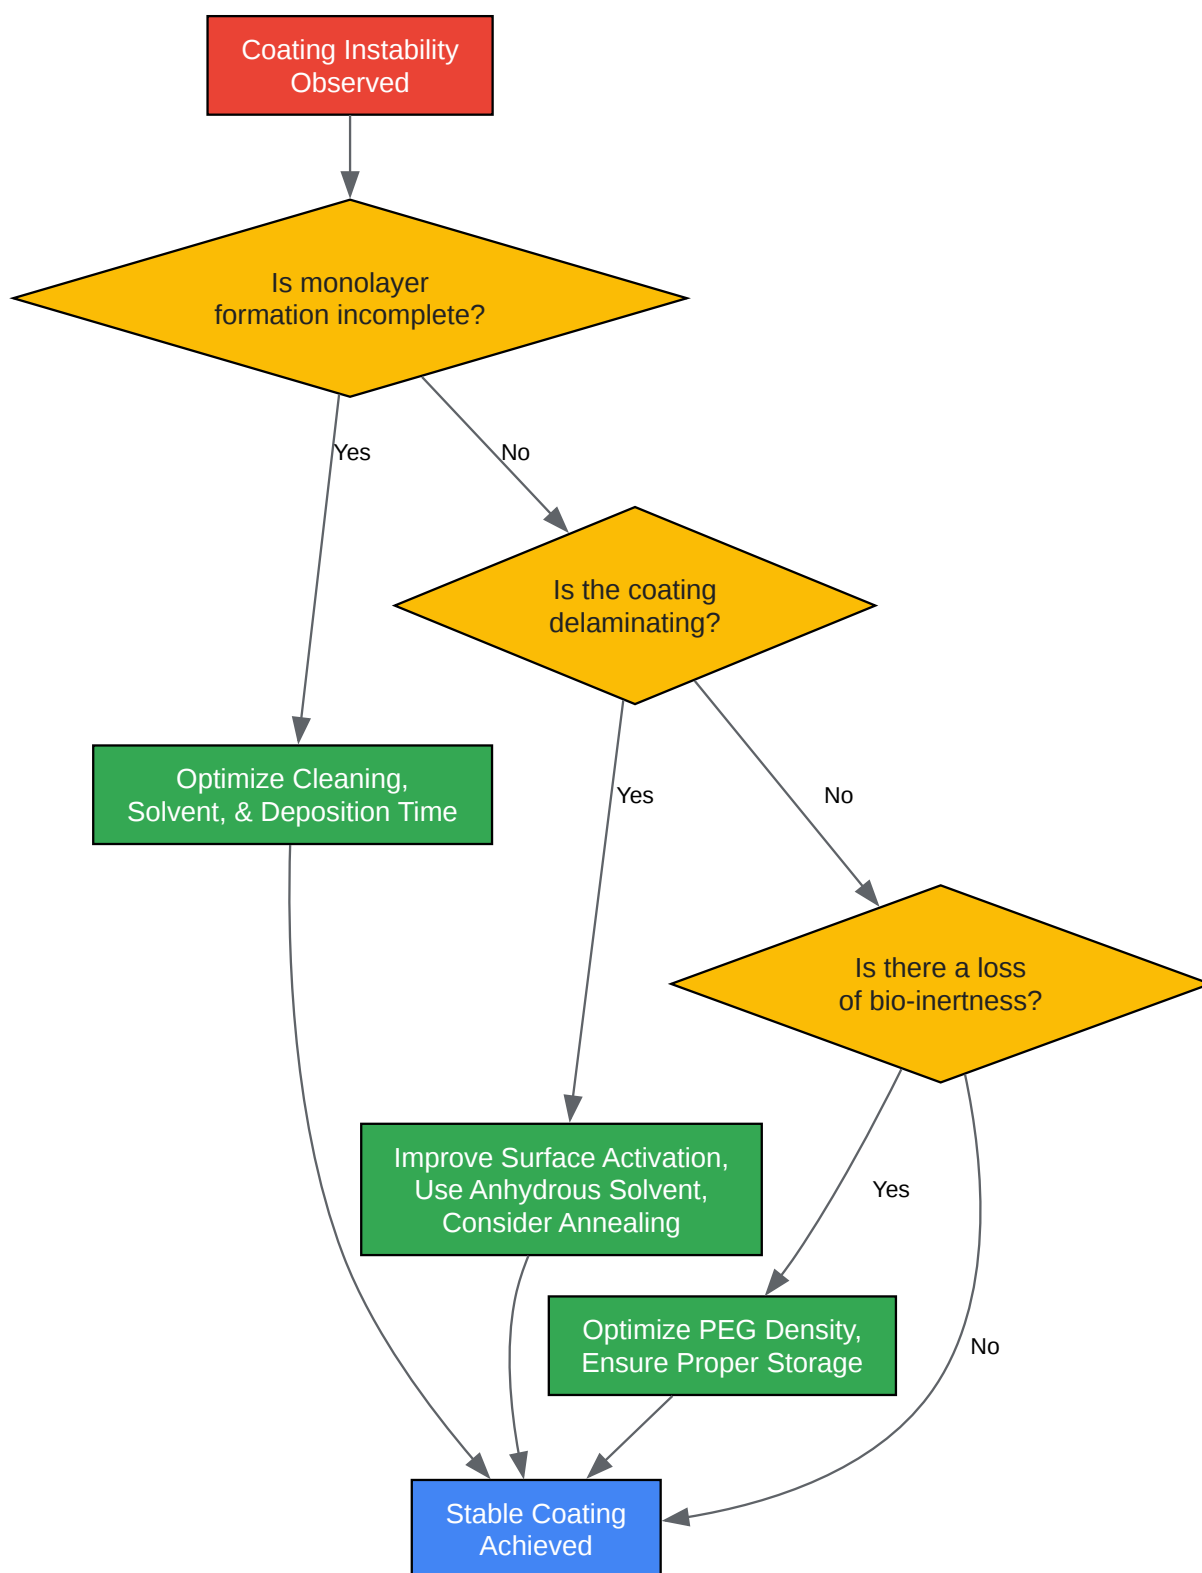 Coating Instability
Observed
Is monolayer
formation incomplete?
Yes
No
Is the coating
delaminating?
Optimize Cleaning,
Solvent, & Deposition Time
Yes
No
Is there a loss
of bio-inertness?
Improve Surface Activation,
Use Anhydrous Solvent,
Consider Annealing
Yes
Optimize PEG Density,
Ensure Proper Storage
No
Stable Coating
Achieved